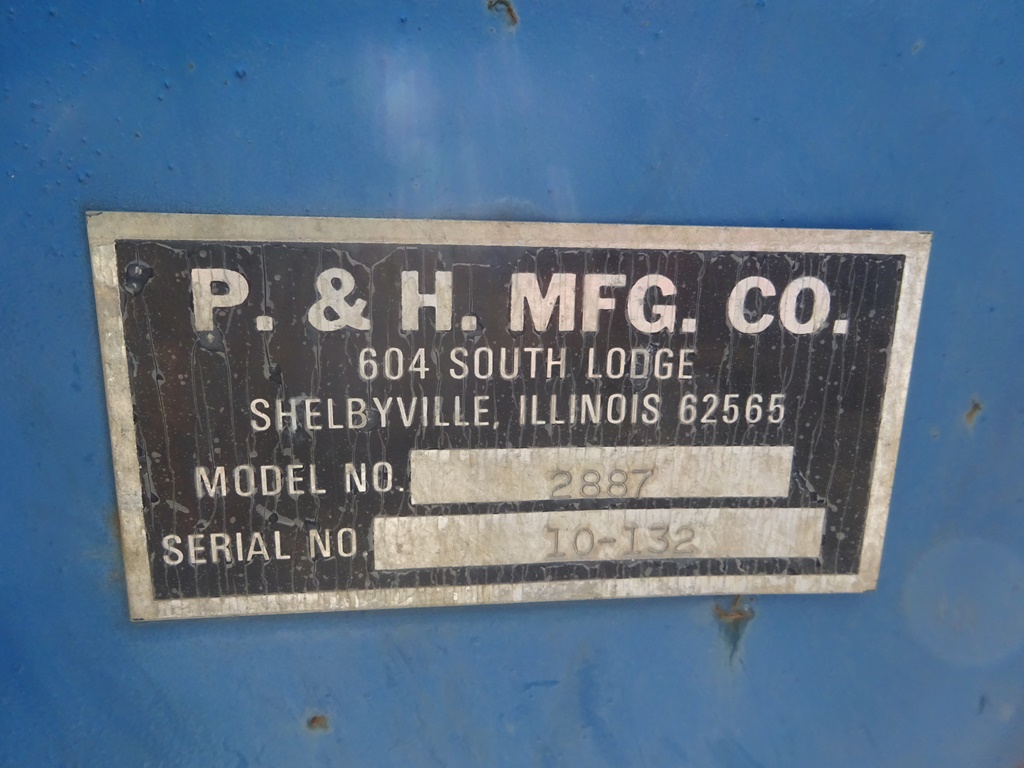 P. & H. MFG. CO.
604 SOUTH LODGE
SHELBYVILLE, ILLINOIS 62565
MODEL NO. 2887
SERIAL NO. 10-132